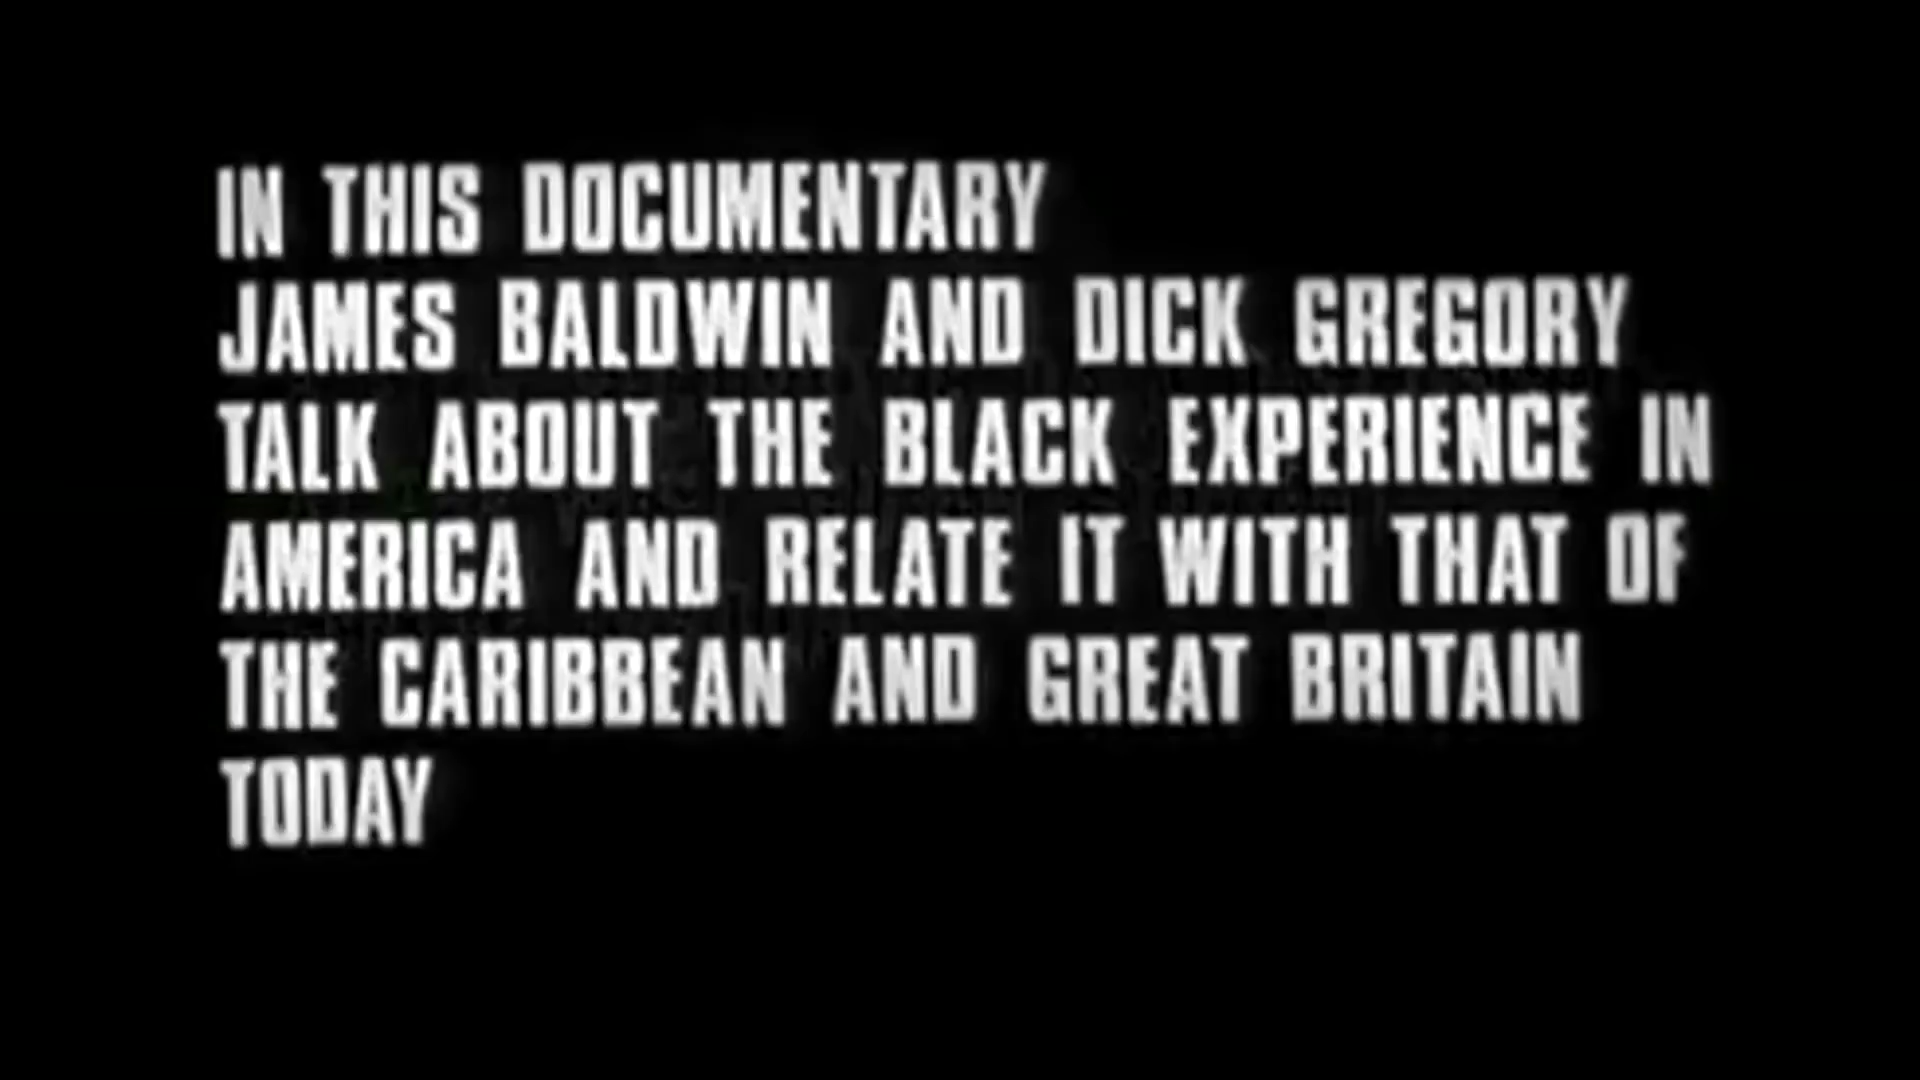 IN THIS DOCUMENTARY
JAMES BALDWIN AND DICK GREGORY
TALK ABOUT THE BLACK EXPERIENCE IN
AMERICA AND RELATE IT WITH THAT OF
THE CARIBBEAN AND GREAT BRITAIN
TODAY